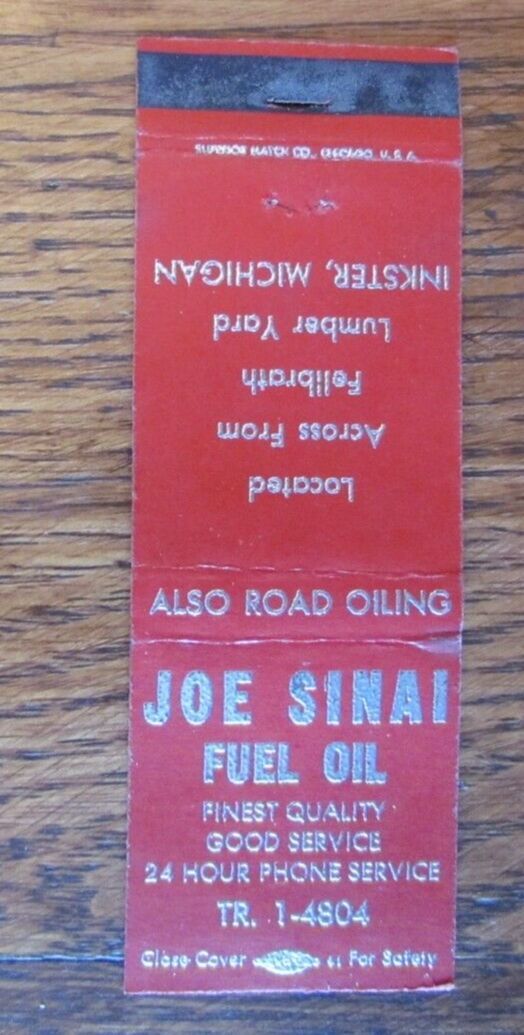 SUPERIOR MATCH CO., CHICAGO, U.S.A.
Located
Across From
Fellbrath
Lumber Yard
INKSTER, MICHIGAN
ALSO ROAD OILING
JOE SINAI
FUEL OIL
FINEST QUALITY
GOOD SERVICE
24 HOUR PHONE SERVICE
TR. 1-4804
Close Cover For Safety